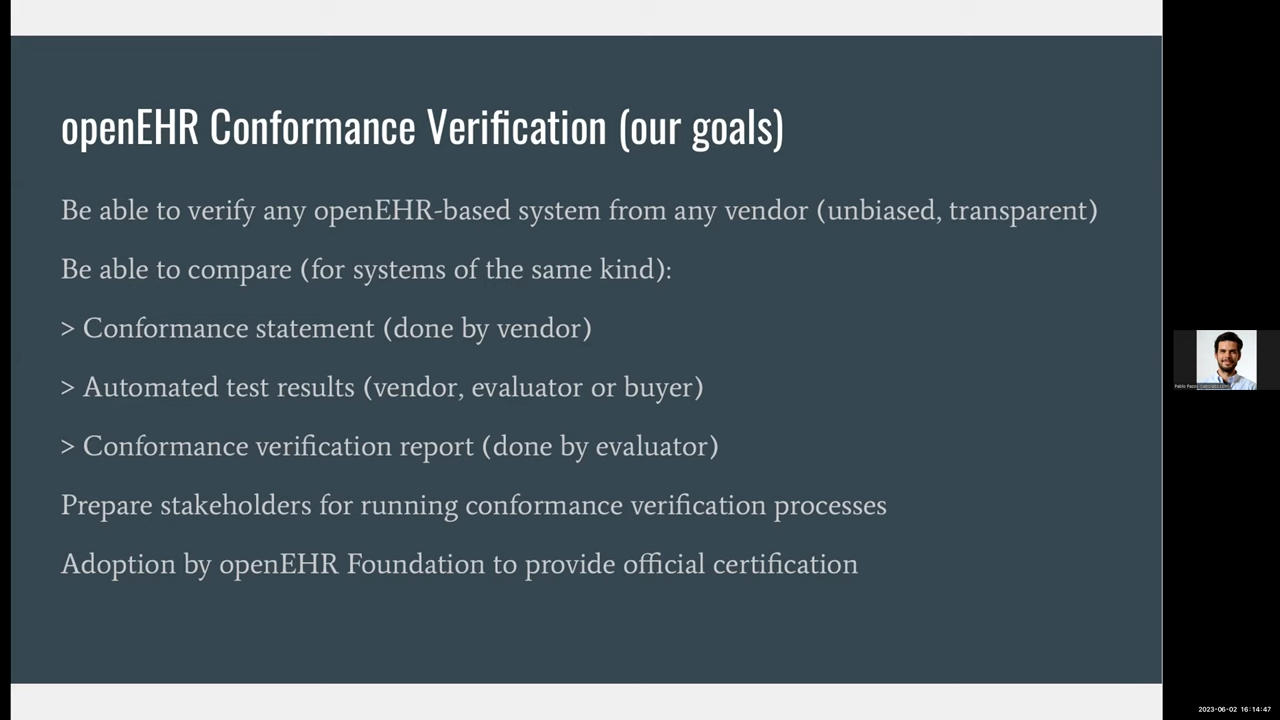 openEHR Conformance Verification (our goals)
Be able to verify any openEHR-based system from any vendor (unbiased, transparent)
Be able to compare (for systems of the same kind):
> Conformance statement (done by vendor)
> Automated test results (vendor, evaluator or buyer)
> Conformance verification report (done by evaluator)
Prepare stakeholders for running conformance verification processes
Adoption by openEHR Foundation to provide official certification
2023-06-02 16:14:47